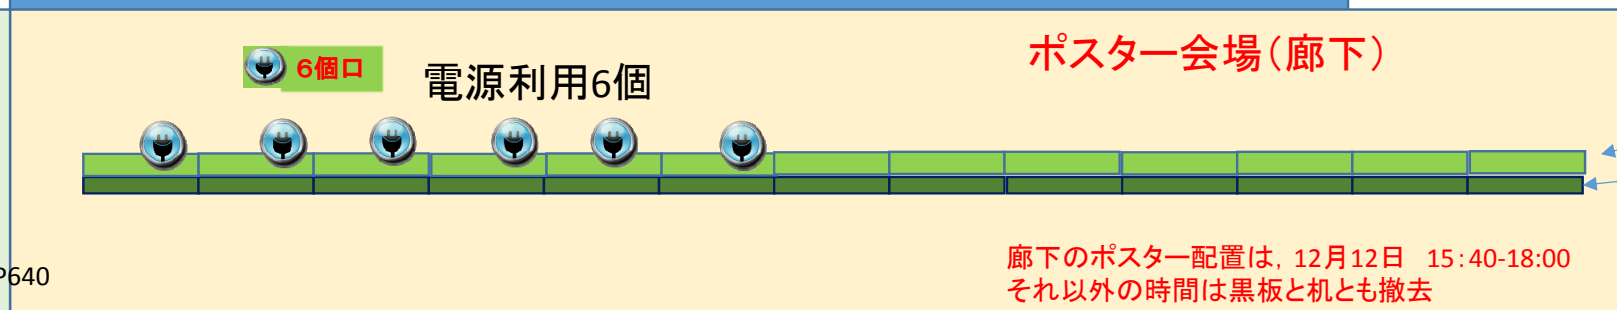 ポスター会場(廊下)
6個口
電源利用6個
廊下のポスター配置は, 12月12日 15:40-18:00
それ以外の時間は黒板と机とも撤去
P640